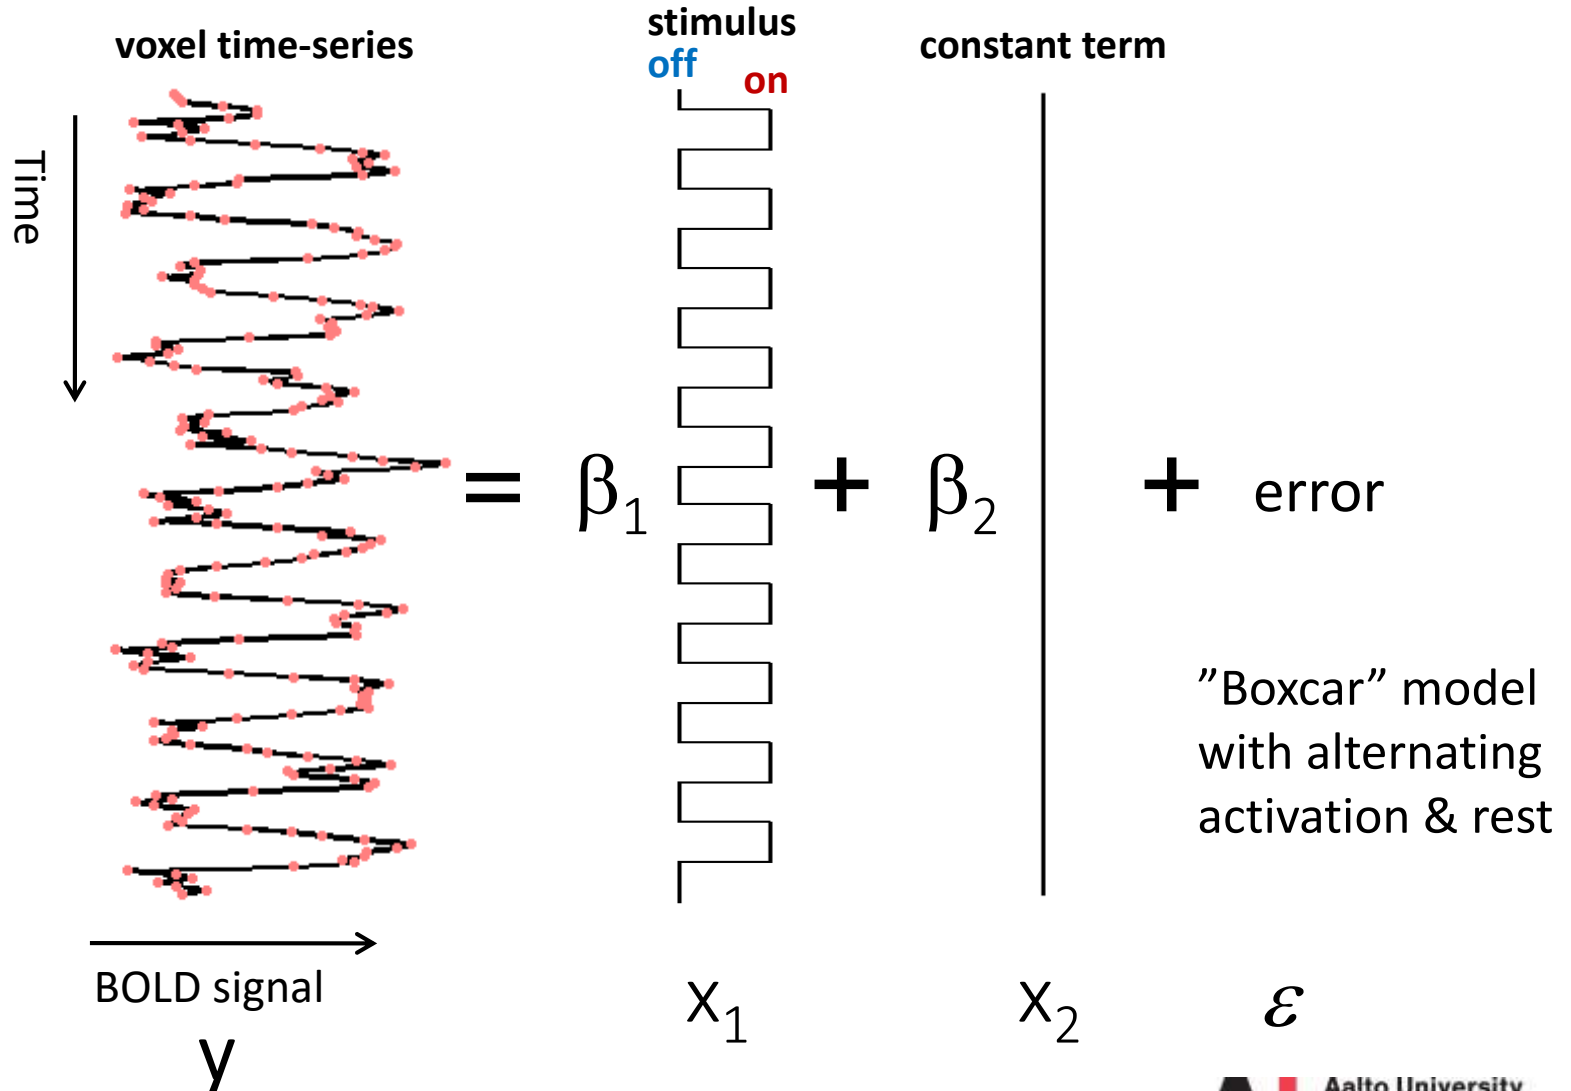 voxel time-series
stimulus
off
on
constant term
Time
=
β1
+
β2
+
error
”Boxcar” model
with alternating
activation & rest
BOLD signal
y
x1
x2
ε
Aalto University